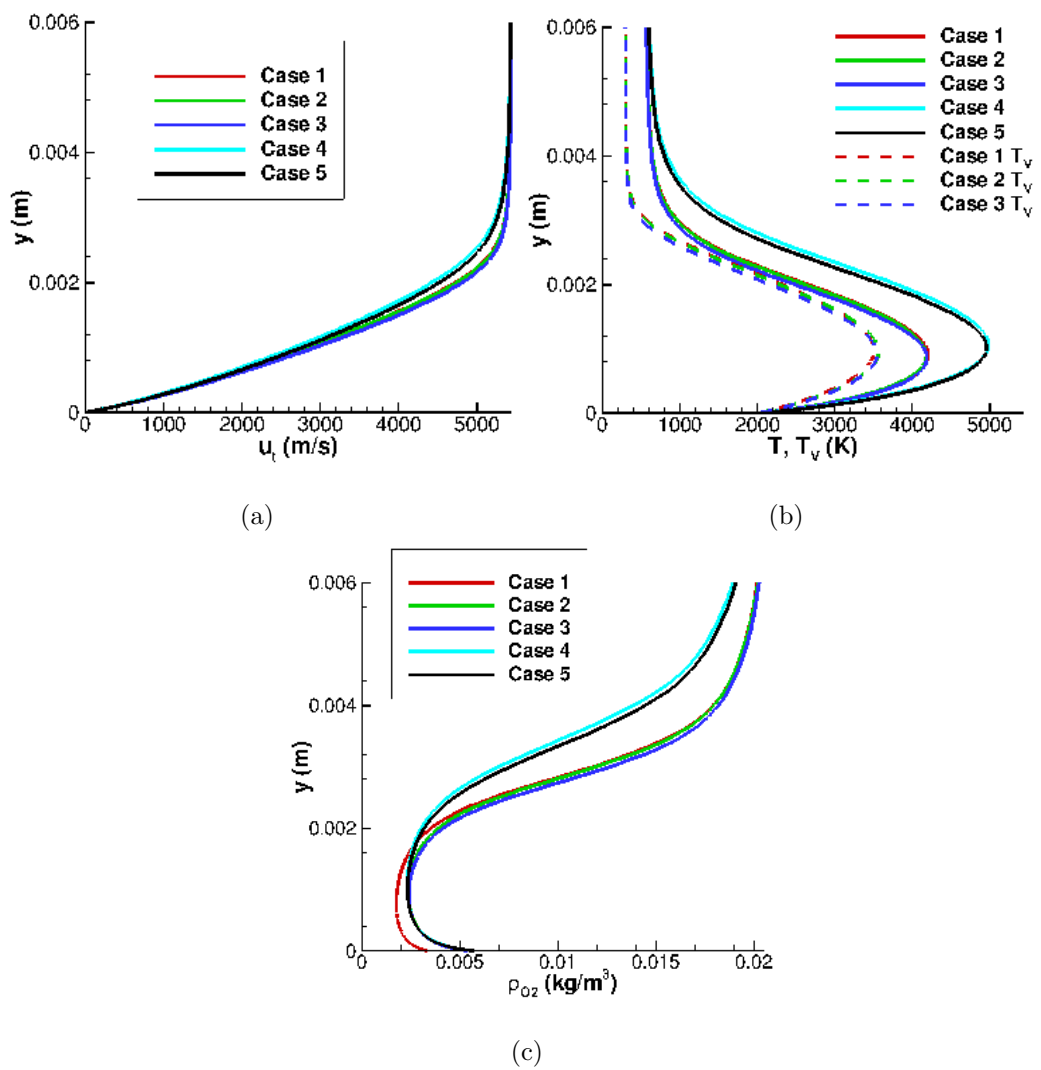 0.006
0.004
0.002
0
y (m)
Case 1
Case 2
Case 3
Case 4
Case 5
0 1000 2000 3000 4000 5000
u_t (m/s)
(a)
0.006
0.004
0.002
0
y (m)
Case 1
Case 2
Case 3
Case 4
Case 5
Case 1 T_V
Case 2 T_V
Case 3 T_V
0 1000 2000 3000 4000 5000
T, T_V (K)
(b)
0.006
0.004
0.002
0
y (m)
Case 1
Case 2
Case 3
Case 4
Case 5
0 0.005 0.01 0.015 0.02
ρ_O2 (kg/m³)
(c)